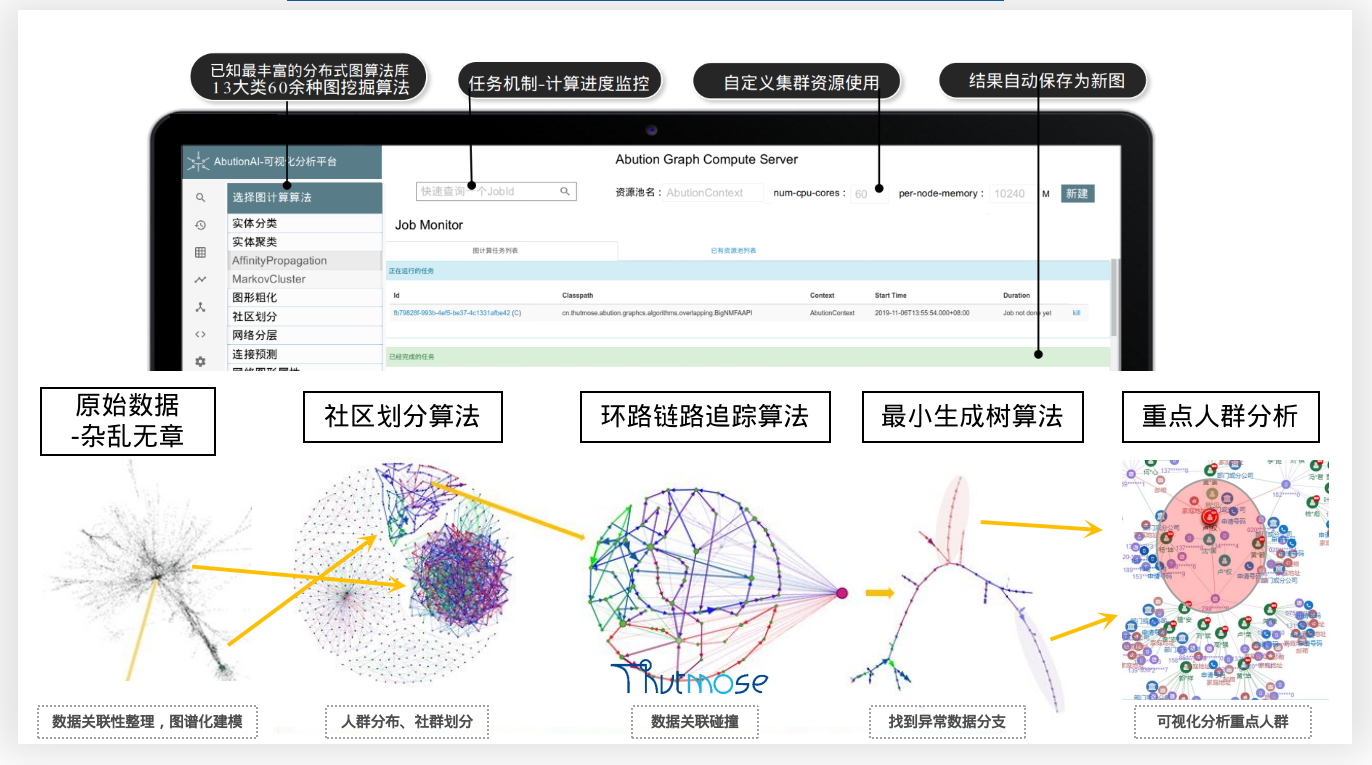 已知最丰富的分布式图算法库
13大类60余种图挖掘算法
任务机制-计算进度监控
自定义集群资源使用
结果自动保存为新图
AbutionAI-可视化分析平台
Abution Graph Compute Server
选择图计算算法
快速查询一个JobId
资源池名：
AbutionContext
num-cpu-cores：
60
per-node-memory：
10240
M
新建
实体分类
实体聚类
AffinityPropagation
MarkovCluster
图形粗化
社区划分
网络分层
连接预测
Job Monitor
图计算任务列表
已有资源池列表
正在运行的任务
Id
Classpath
Context
Start Time
Duration
fb79826f-993b-4ef5-be37-4c1331afbe42 (C)
cn.thutmose.abution.graphcs.algorithms.overlapping.BigNMFAAPI
AbutionContext
2019-11-06T13:55:54.000+08:00
Job not done yet
kill
已经完成的任务
原始数据
-杂乱无章
社区划分算法
环路链路追踪算法
最小生成树算法
重点人群分析
Thutmose
数据关联性整理，图谱化建模
人群分布、社群划分
数据关联碰撞
找到异常数据分支
可视化分析重点人群